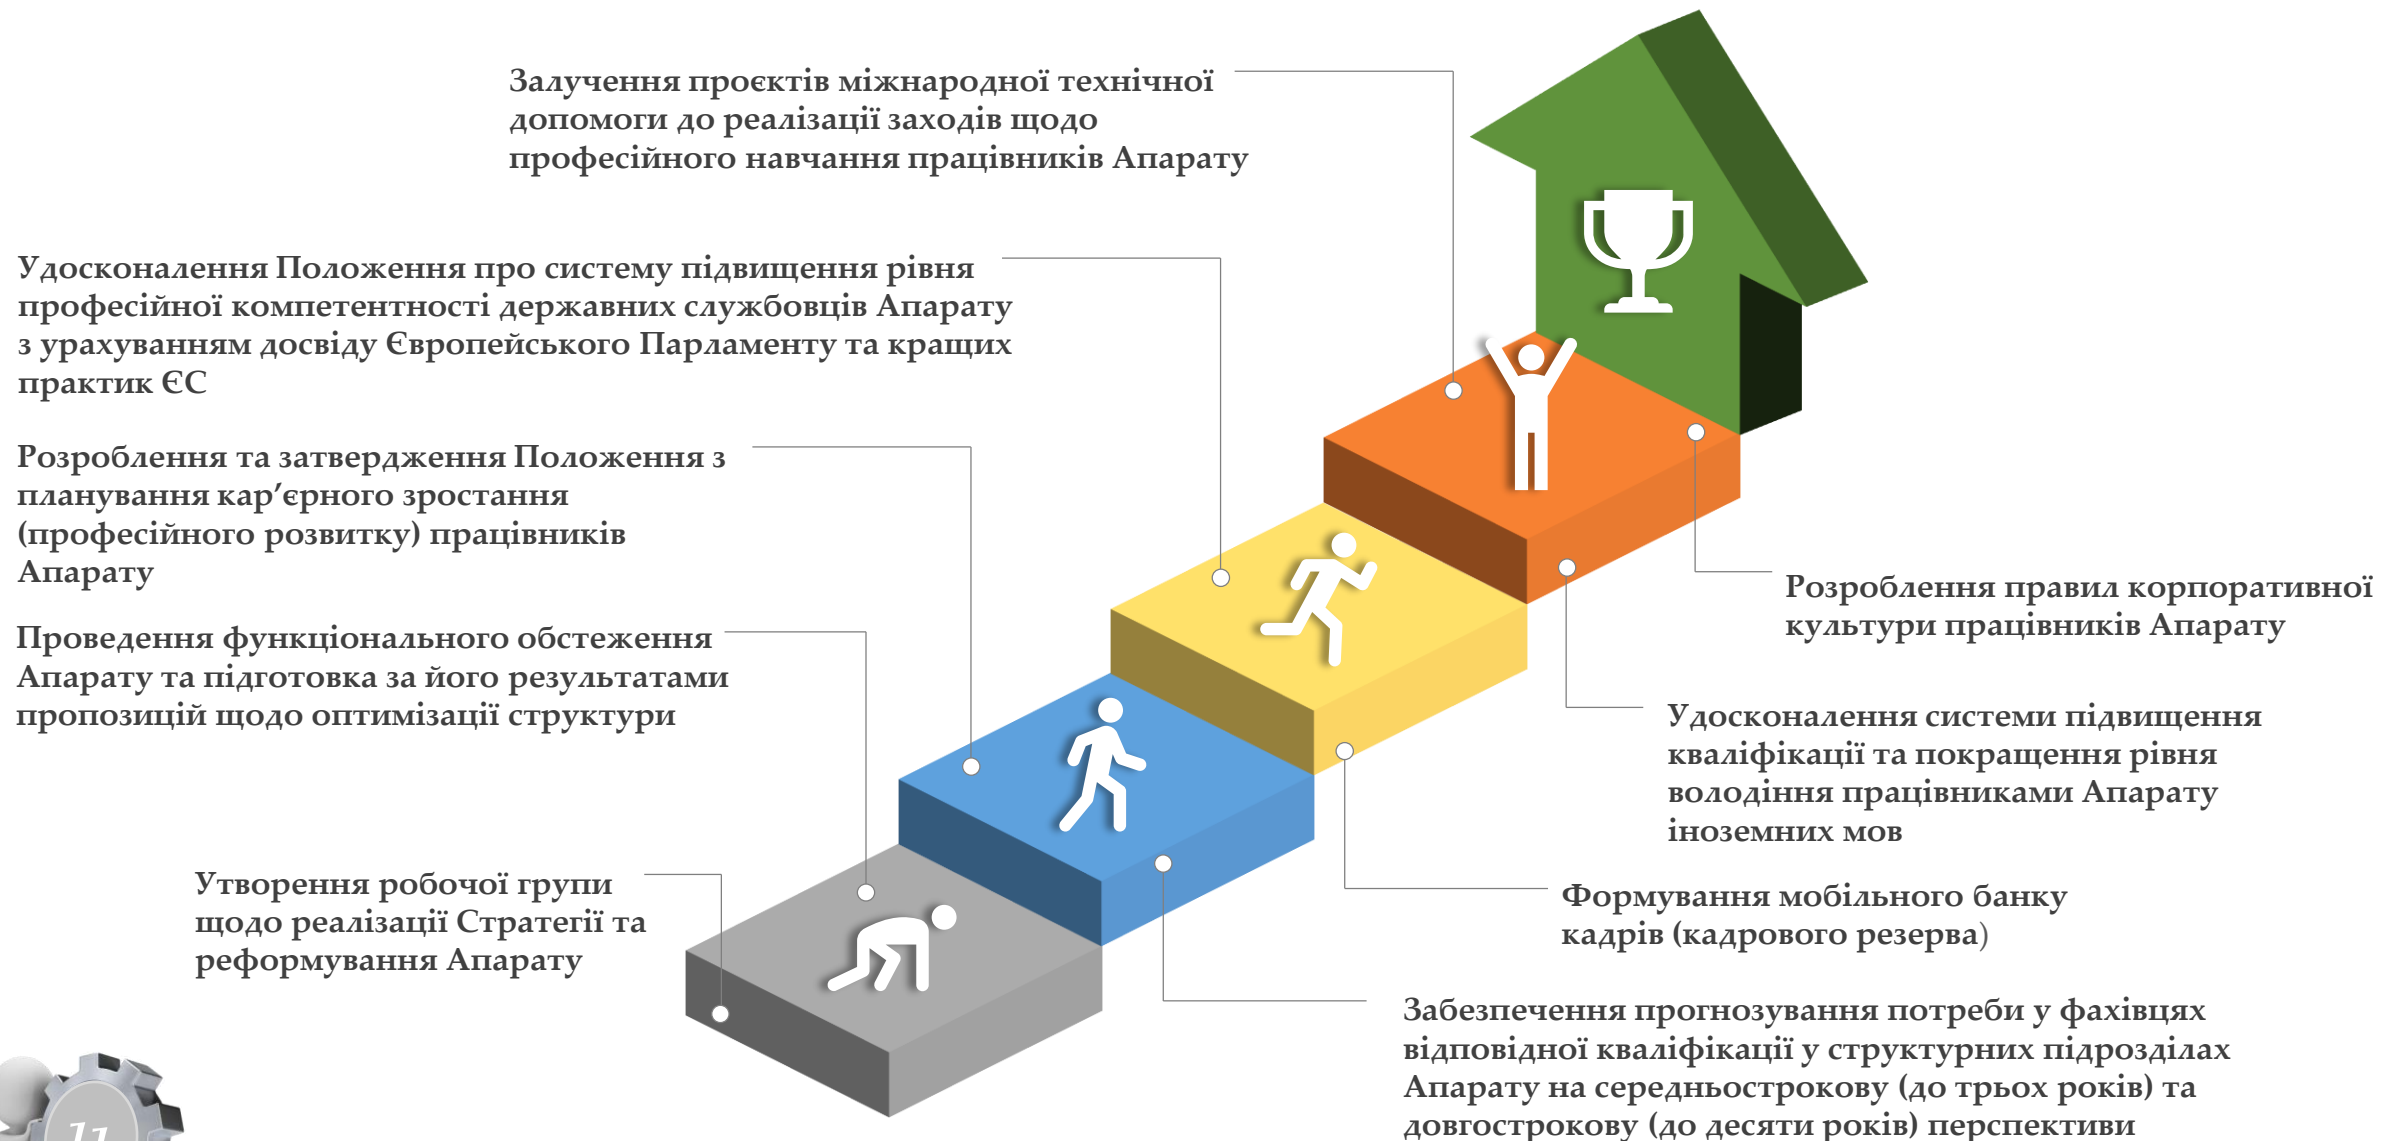 Залучення проєктів міжнародної технічної
допомоги до реалізації заходів щодо
професійного навчання працівників Апарату
Удосконалення Положення про систему підвищення рівня
професійної компетентності державних службовців Апарату
з урахуванням досвіду Європейського Парламенту та кращих
практик ЄС
Розроблення та затвердження Положення з
планування кар’єрного зростання
(професійного розвитку) працівників
Апарату
Проведення функціонального обстеження
Апарату та підготовка за його результатами
пропозицій щодо оптимізації структури
Утворення робочої групи
щодо реалізації Стратегії та
реформування Апарату
Розроблення правил корпоративної
культури працівників Апарату
Удосконалення системи підвищення
кваліфікації та покращення рівня
володіння працівниками Апарату
іноземних мов
Формування мобільного банку
кадрів (кадрового резерва)
Забезпечення прогнозування потреби у фахівцях
відповідної кваліфікації у структурних підрозділах
Апарату на середньострокову (до трьох років) та
довгострокову (до десяти років) перспективи
11